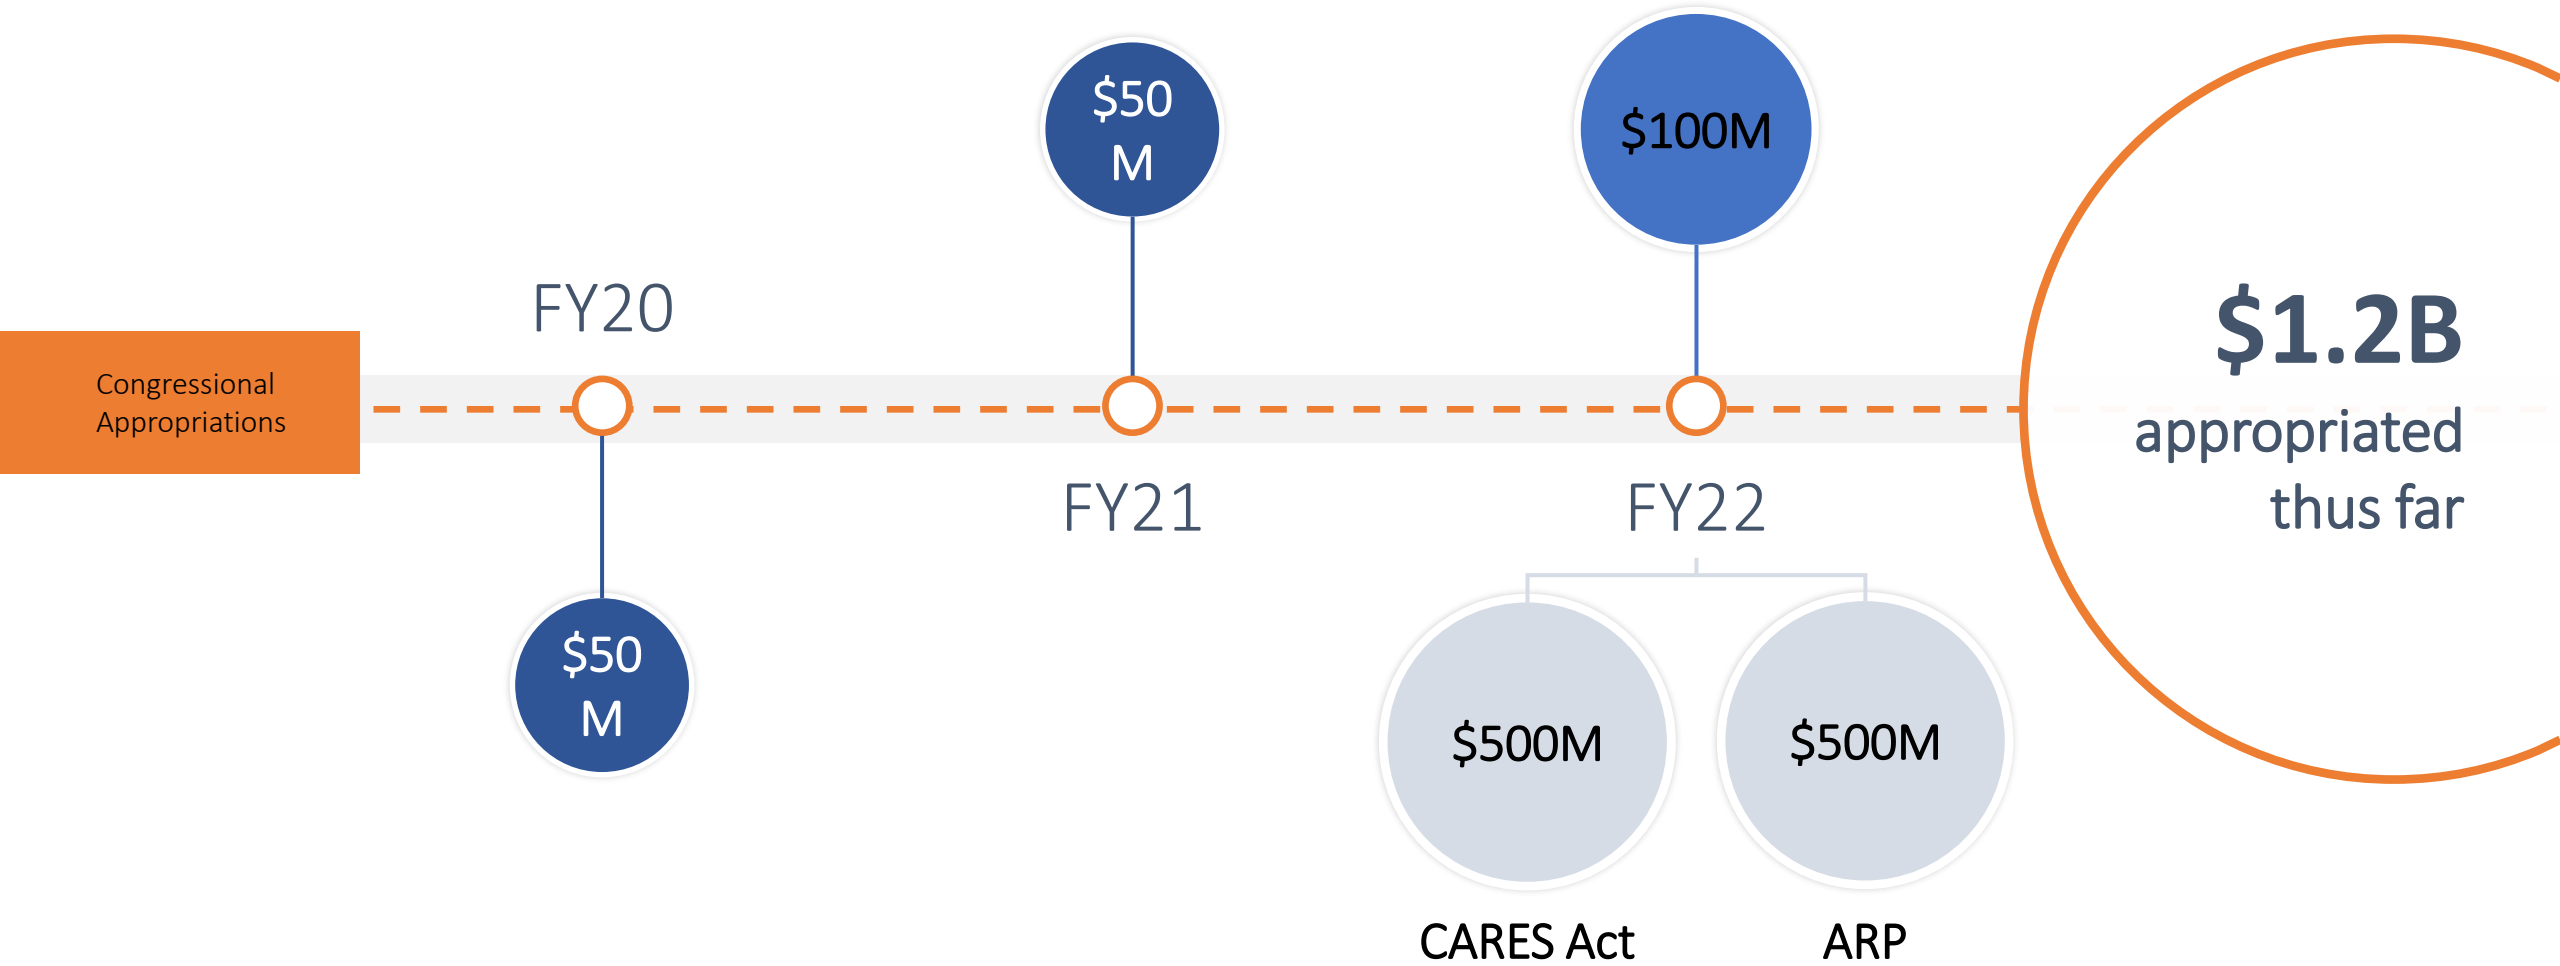 Congressional
Appropriations
FY20
$50
M
$50
M
FY21
$100M
FY22
$500M
CARES Act
$500M
ARP
$1.2B
appropriated
thus far